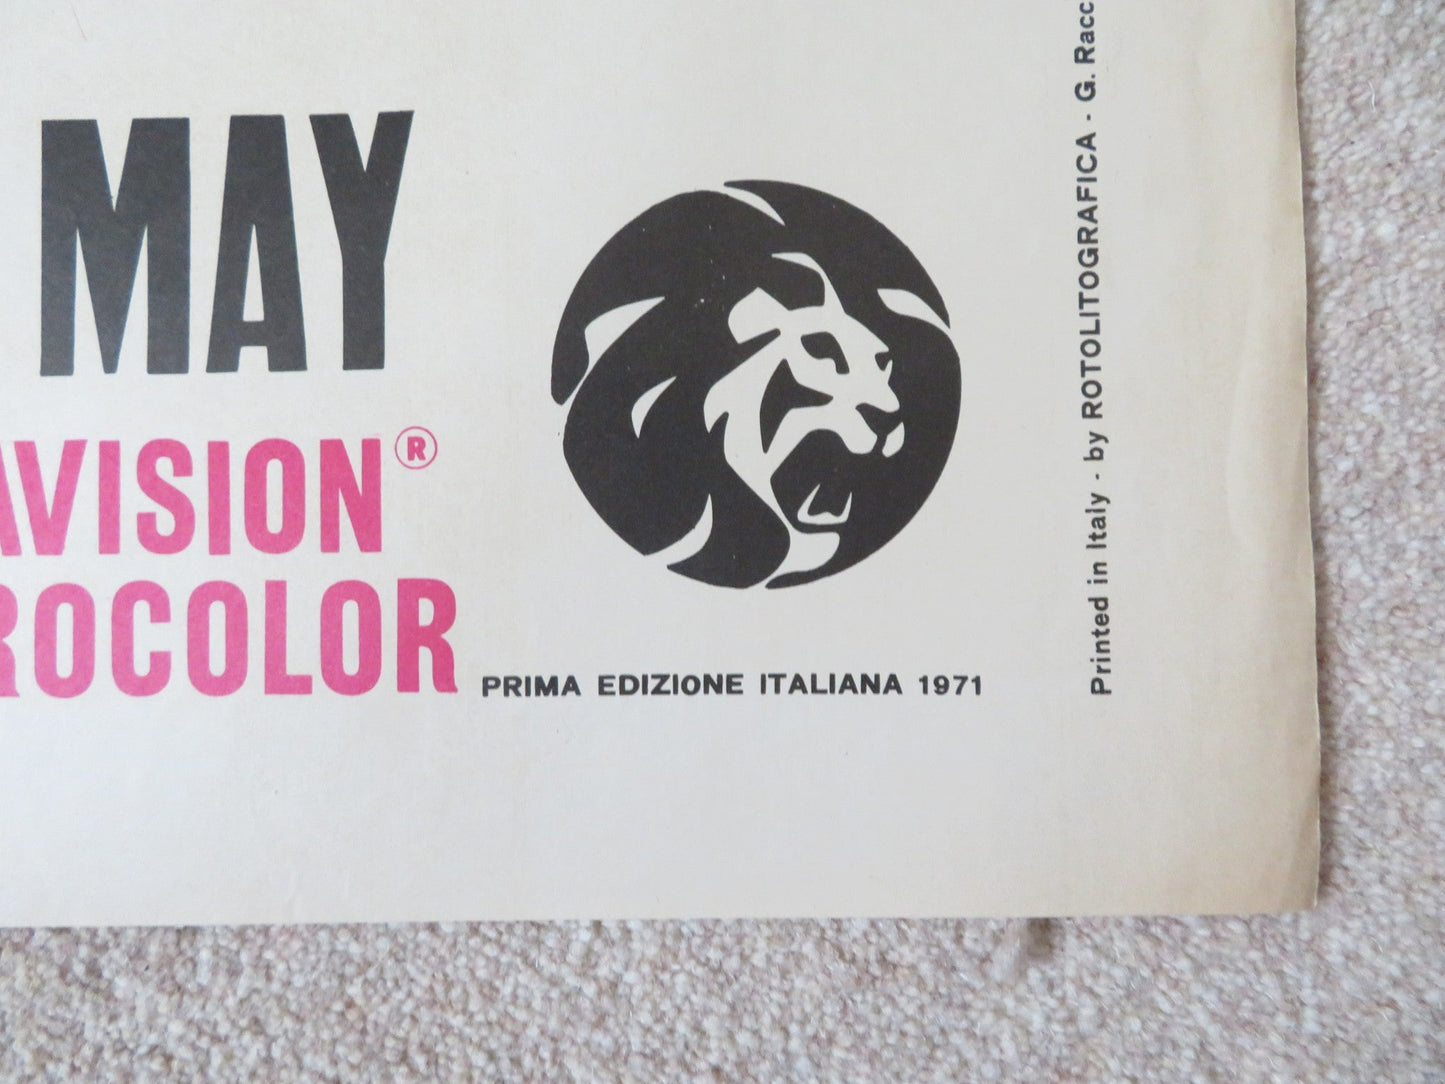 MAY
AVISION®
ROCOLOR
PRIMA EDIZIONE ITALIANA 1971
Printed in Italy - by ROTOLITOGRAFICA - G. Racc